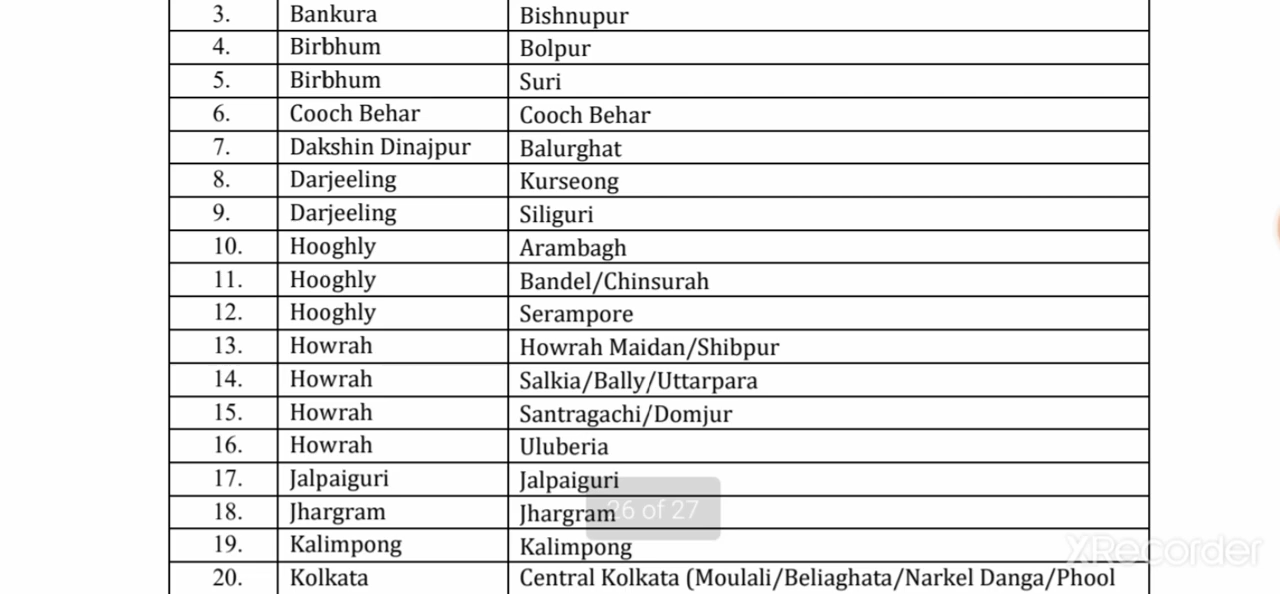 3. Bankura Bishnupur
4. Birbhum Bolpur
5. Birbhum Suri
6. Cooch Behar Cooch Behar
7. Dakshin Dinajpur Balurghat
8. Darjeeling Kurseong
9. Darjeeling Siliguri
10. Hooghly Arambagh
11. Hooghly Bandel/Chinsurah
12. Hooghly Serampore
13. Howrah Howrah Maidan/Shibpur
14. Howrah Salkia/Bally/Uttarpara
15. Howrah Santragachi/Domjur
16. Howrah Uluberia
17. Jalpaiguri Jalpaiguri
18. Jhargram Jhargram
26 of 27
19. Kalimpong Kalimpong
XRecorder
20. Kolkata Central Kolkata (Moulali/Beliaghata/Narkel Danga/Phool